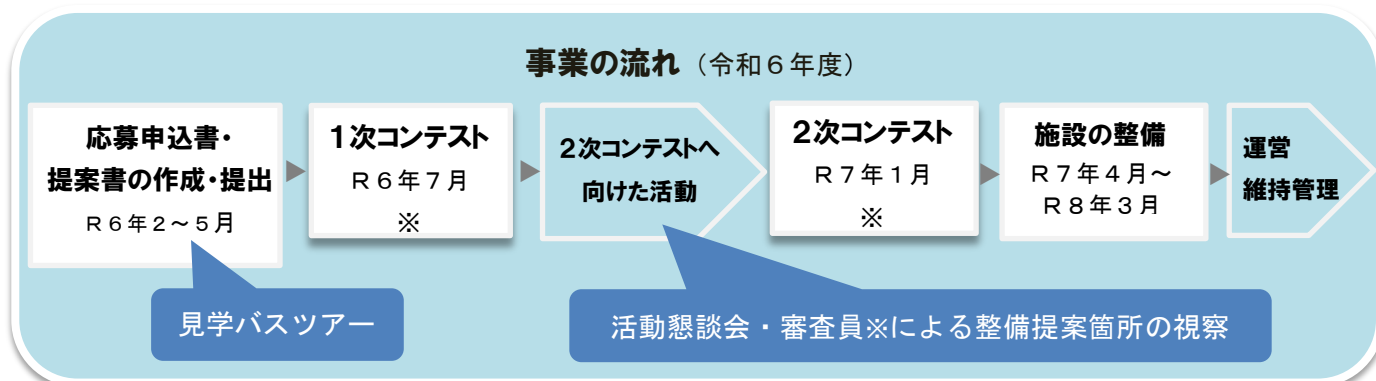 事業の流れ（令和６年度）
応募申込書・
提案書の作成・提出
Ｒ６年２～５月
１次コンテスト
Ｒ６年７月
※
２次コンテストへ
向けた活動
２次コンテスト
Ｒ７年１月
※
施設の整備
Ｒ７年４月～
Ｒ８年３月
運営
維持管理
見学バスツアー
活動懇談会・審査員※による整備提案箇所の視察